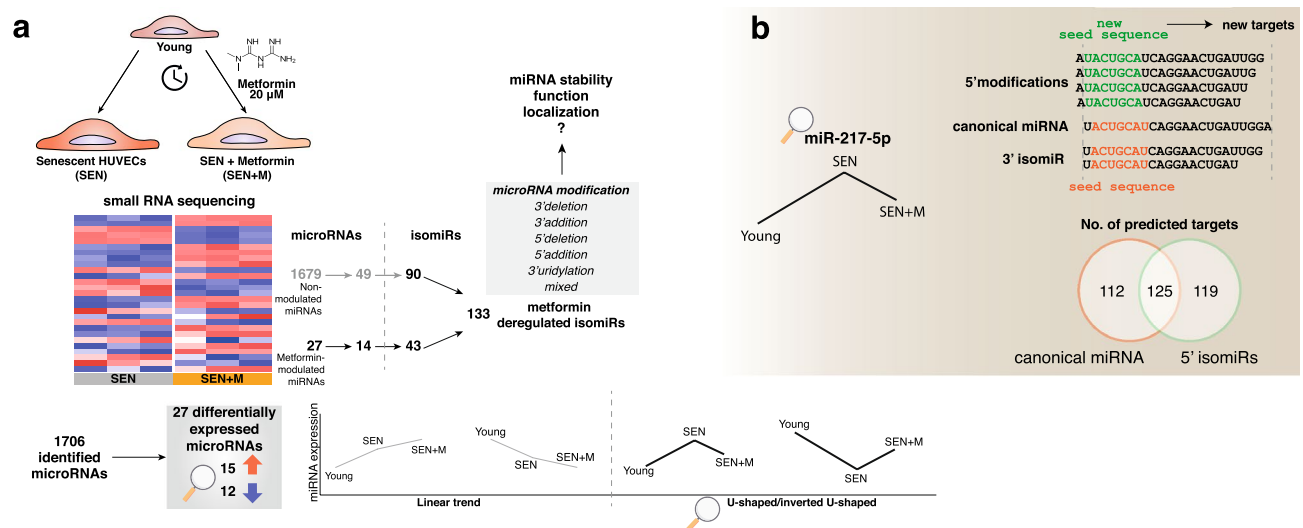 a
Young
NH
NH
N
N
H
NH2
Metformin
20 µM
Senescent HUVECs
(SEN)
SEN + Metformin
(SEN+M)
small RNA sequencing
SEN
SEN+M
microRNAs
isomiRs
1679
49
90
Non-
modulated
miRNAs
27
14
43
Metformin-
modulated
miRNAs
133
metformin
deregulated isomiRs
miRNA stability
function
localization
?
microRNA modification
3'deletion
3'addition
5'deletion
5'addition
3'uridylation
mixed
1706
identified
microRNAs
27 differentially
expressed
microRNAs
15
12
miRNA expression
Young
SEN
SEN+M
Young
SEN
SEN+M
Linear trend
Young
SEN
SEN+M
Young
SEN
SEN+M
U-shaped/inverted U-shaped
b
miR-217-5p
SEN
SEN+M
Young
new
seed sequence
new targets
5'modifications
AUACUGCAUCAGGAACUGAUUGG
AUACUGCAUCAGGAACUGAUUG
AUACUGCAUCAGGAACUGAUU
AUACUGCAUCAGGAACUGAU
canonical miRNA
UACUGCAUCAGGAACUGAUUGGA
3' isomiR
UACUGCAUCAGGAACUGAUUGG
UACUGCAUCAGGAACUGAU
seed sequence
No. of predicted targets
112
125
119
canonical miRNA
5' isomiRs